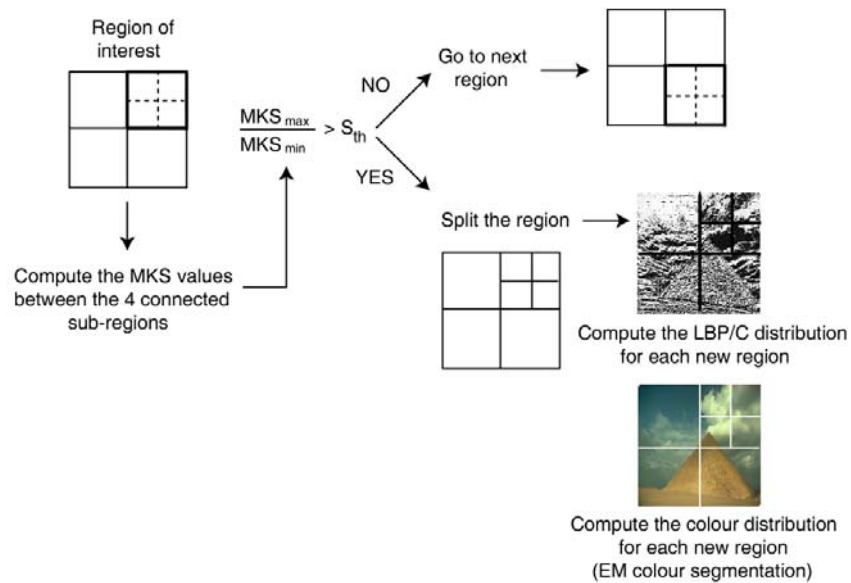 Region of
interest
Compute the MKS values
between the 4 connected
sub-regions
MKS max
MKS min
> S th
NO
YES
Go to next
region
Split the region
Compute the LBP/C distribution
for each new region
Compute the colour distribution
for each new region
(EM colour segmentation)